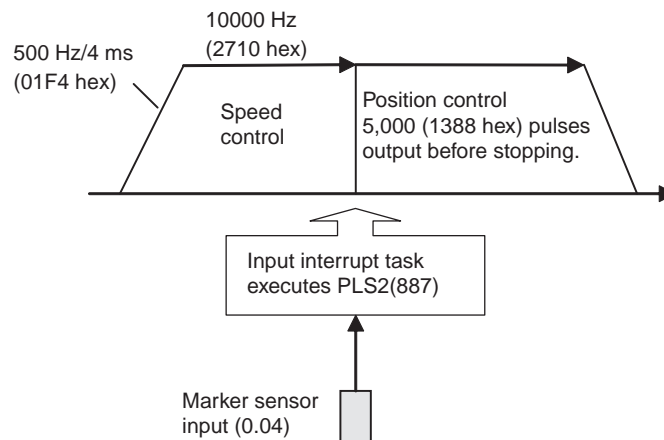 10000 Hz
(2710 hex)
500 Hz/4 ms
(01F4 hex)
Speed
control
Position control
5,000 (1388 hex) pulses
output before stopping.
Input interrupt task
executes PLS2(887)
Marker sensor
input (0.04)